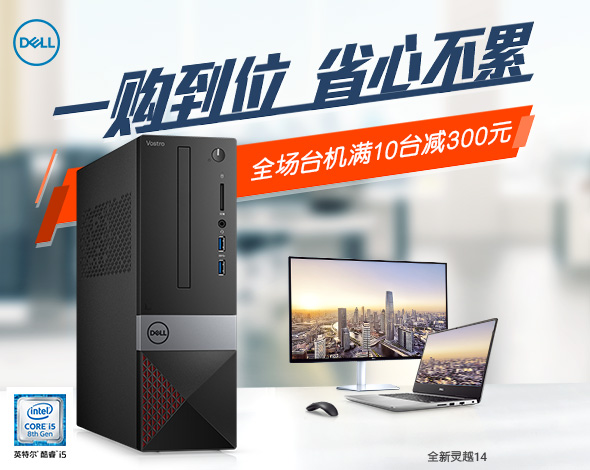 DELL
一购到位 省心不累
全场台机满10台减300元
Vostro
DELL
intel
CORE i5
8th Gen
英特尔® 酷睿™ i5
全新灵越14